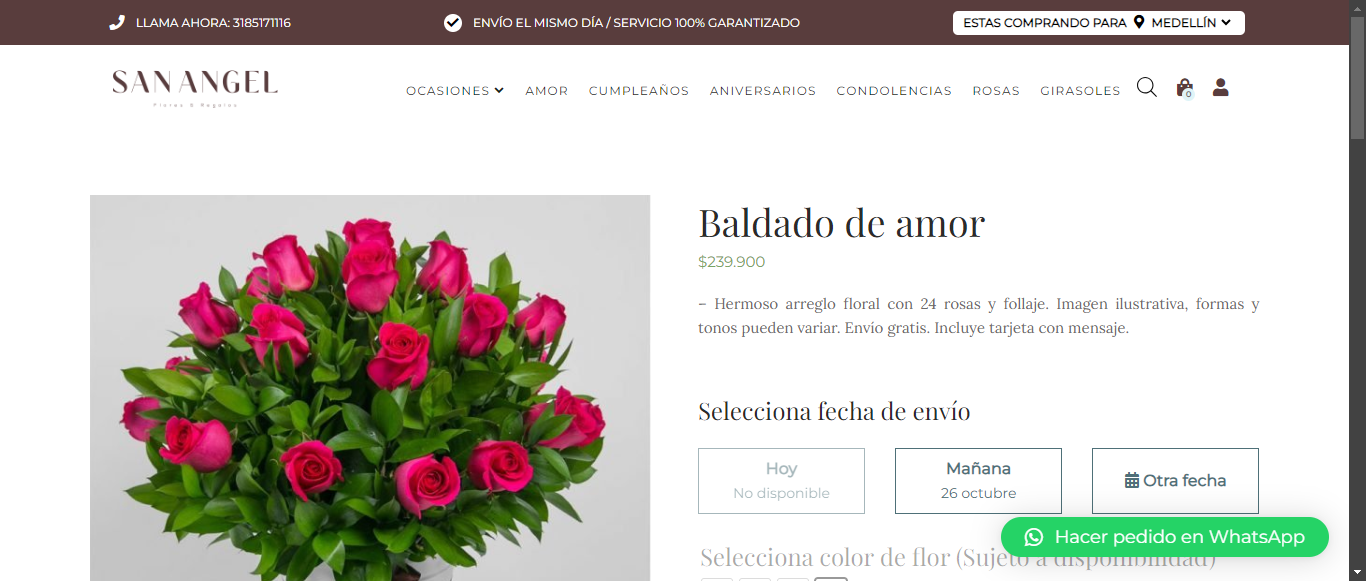 LLAMA AHORA: 3185171116
ENVÍO EL MISMO DÍA / SERVICIO 100% GARANTIZADO
ESTAS COMPRANDO PARA MEDELLÍN
SAN ANGEL
Flores & Regalos
OCASIONES AMOR CUMPLEAÑOS ANIVERSARIOS CONDOLENCIAS ROSAS GIRASOLES
0
Baldado de amor
$239.900
– Hermoso arreglo floral con 24 rosas y follaje. Imagen ilustrativa, formas y
tonos pueden variar. Envío gratis. Incluye tarjeta con mensaje.
Selecciona fecha de envío
Hoy
No disponible
Mañana
26 octubre
Otra fecha
Hacer pedido en WhatsApp
Selecciona color de flor (Sujeto a disponibilidad)